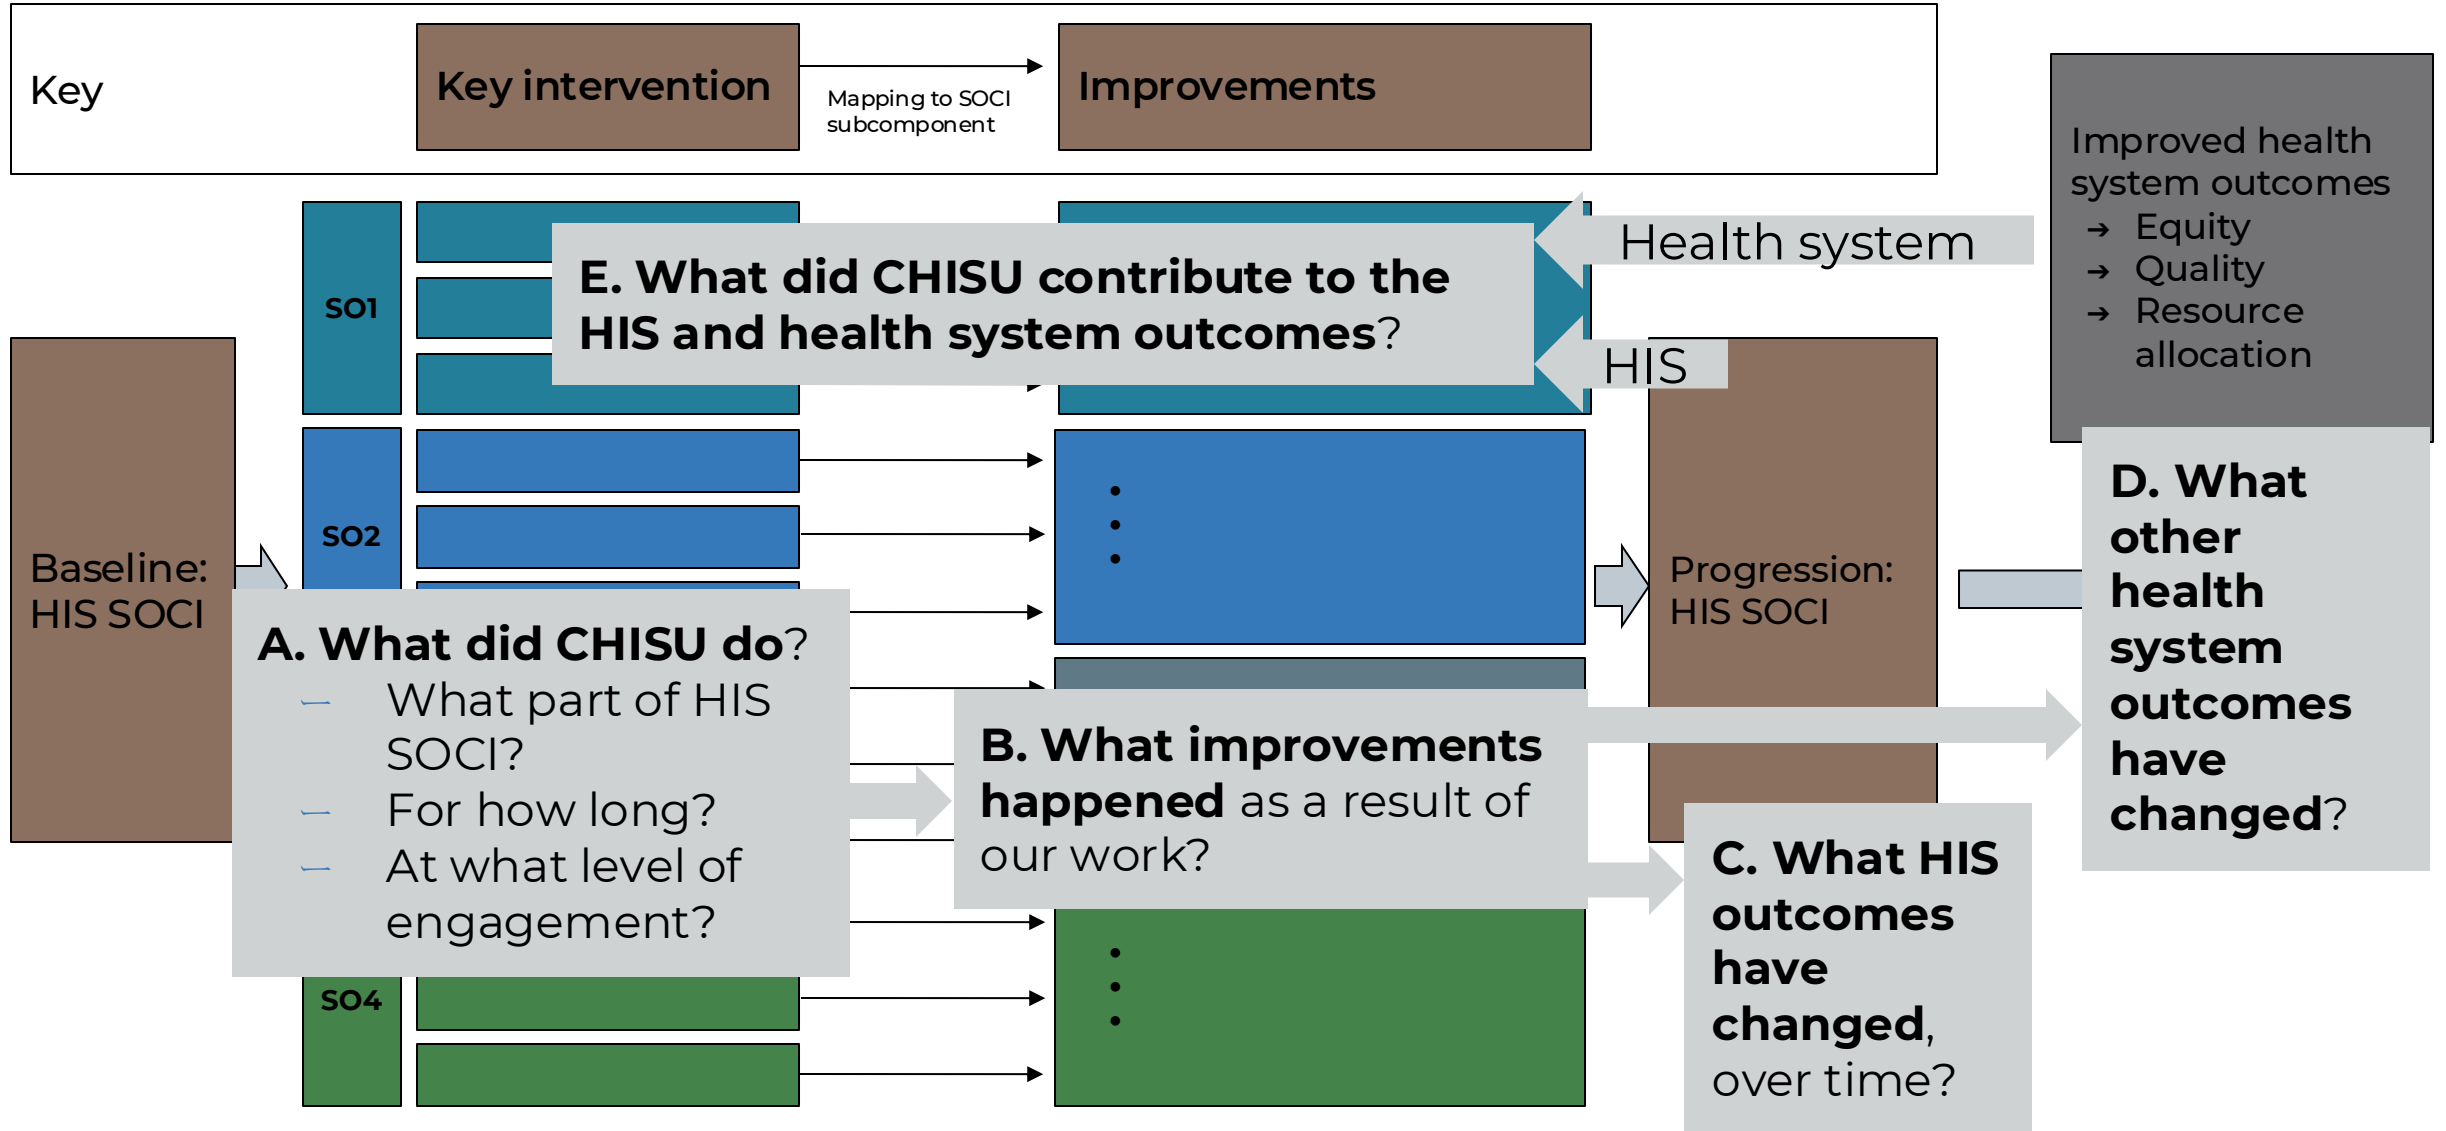 Key
Key intervention
Mapping to SOCI
subcomponent
Improvements
Improved health
system outcomes
➔ Equity
➔ Quality
➔ Resource
allocation
SO1
E. What did CHISU contribute to the
HIS and health system outcomes?
Health system
HIS
SO2
Baseline:
HIS SOCI
•
•
•
Progression:
HIS SOCI
A. What did CHISU do?
— What part of HIS
SOCI?
— For how long?
— At what level of
engagement?
B. What improvements
happened as a result of
our work?
C. What HIS
outcomes
have
changed,
over time?
D. What
other
health
system
outcomes
have
changed?
SO4
•
•
•